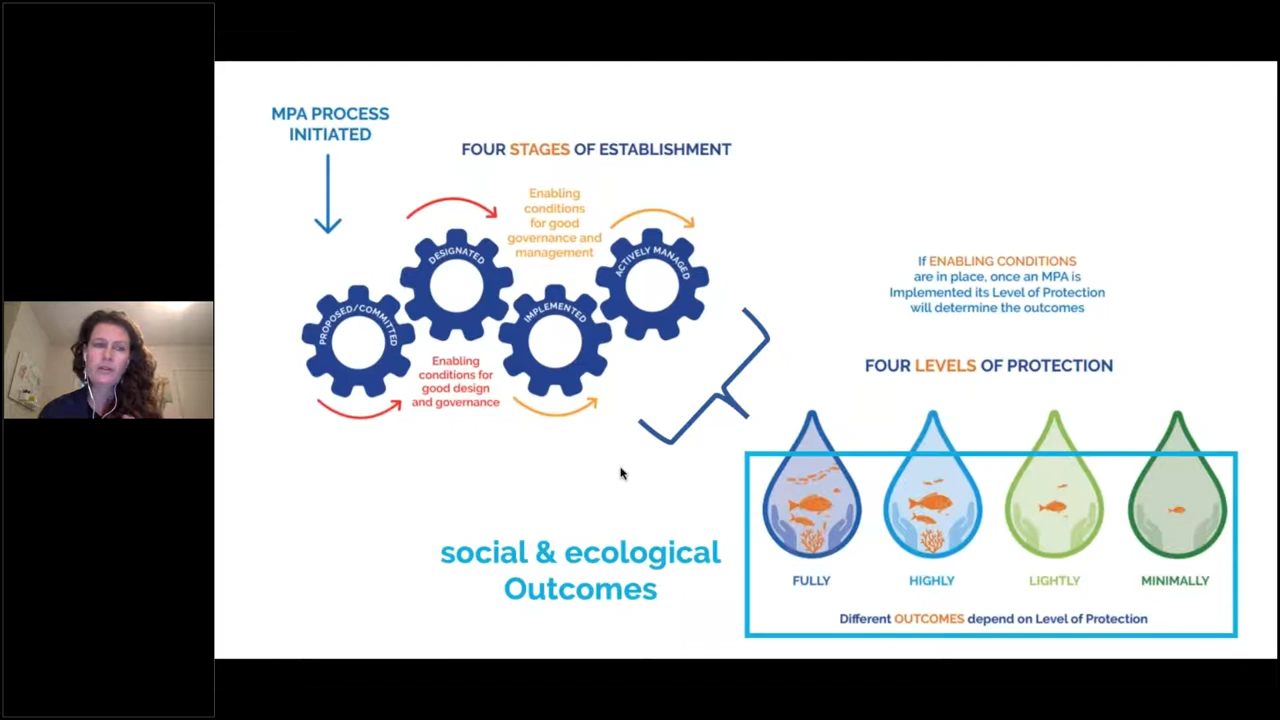 MPA PROCESS
INITIATED
FOUR STAGES OF ESTABLISHMENT
Enabling
conditions
for good
governance and
management
PROPOSED/COMMITTED
DESIGNATED
IMPLEMENTED
ACTIVELY MANAGED
Enabling
conditions for
good design
and governance
If ENABLING CONDITIONS
are in place, once an MPA is
Implemented its Level of Protection
will determine the outcomes
FOUR LEVELS OF PROTECTION
FULLY
HIGHLY
LIGHTLY
MINIMALLY
Different OUTCOMES depend on Level of Protection
social & ecological
Outcomes